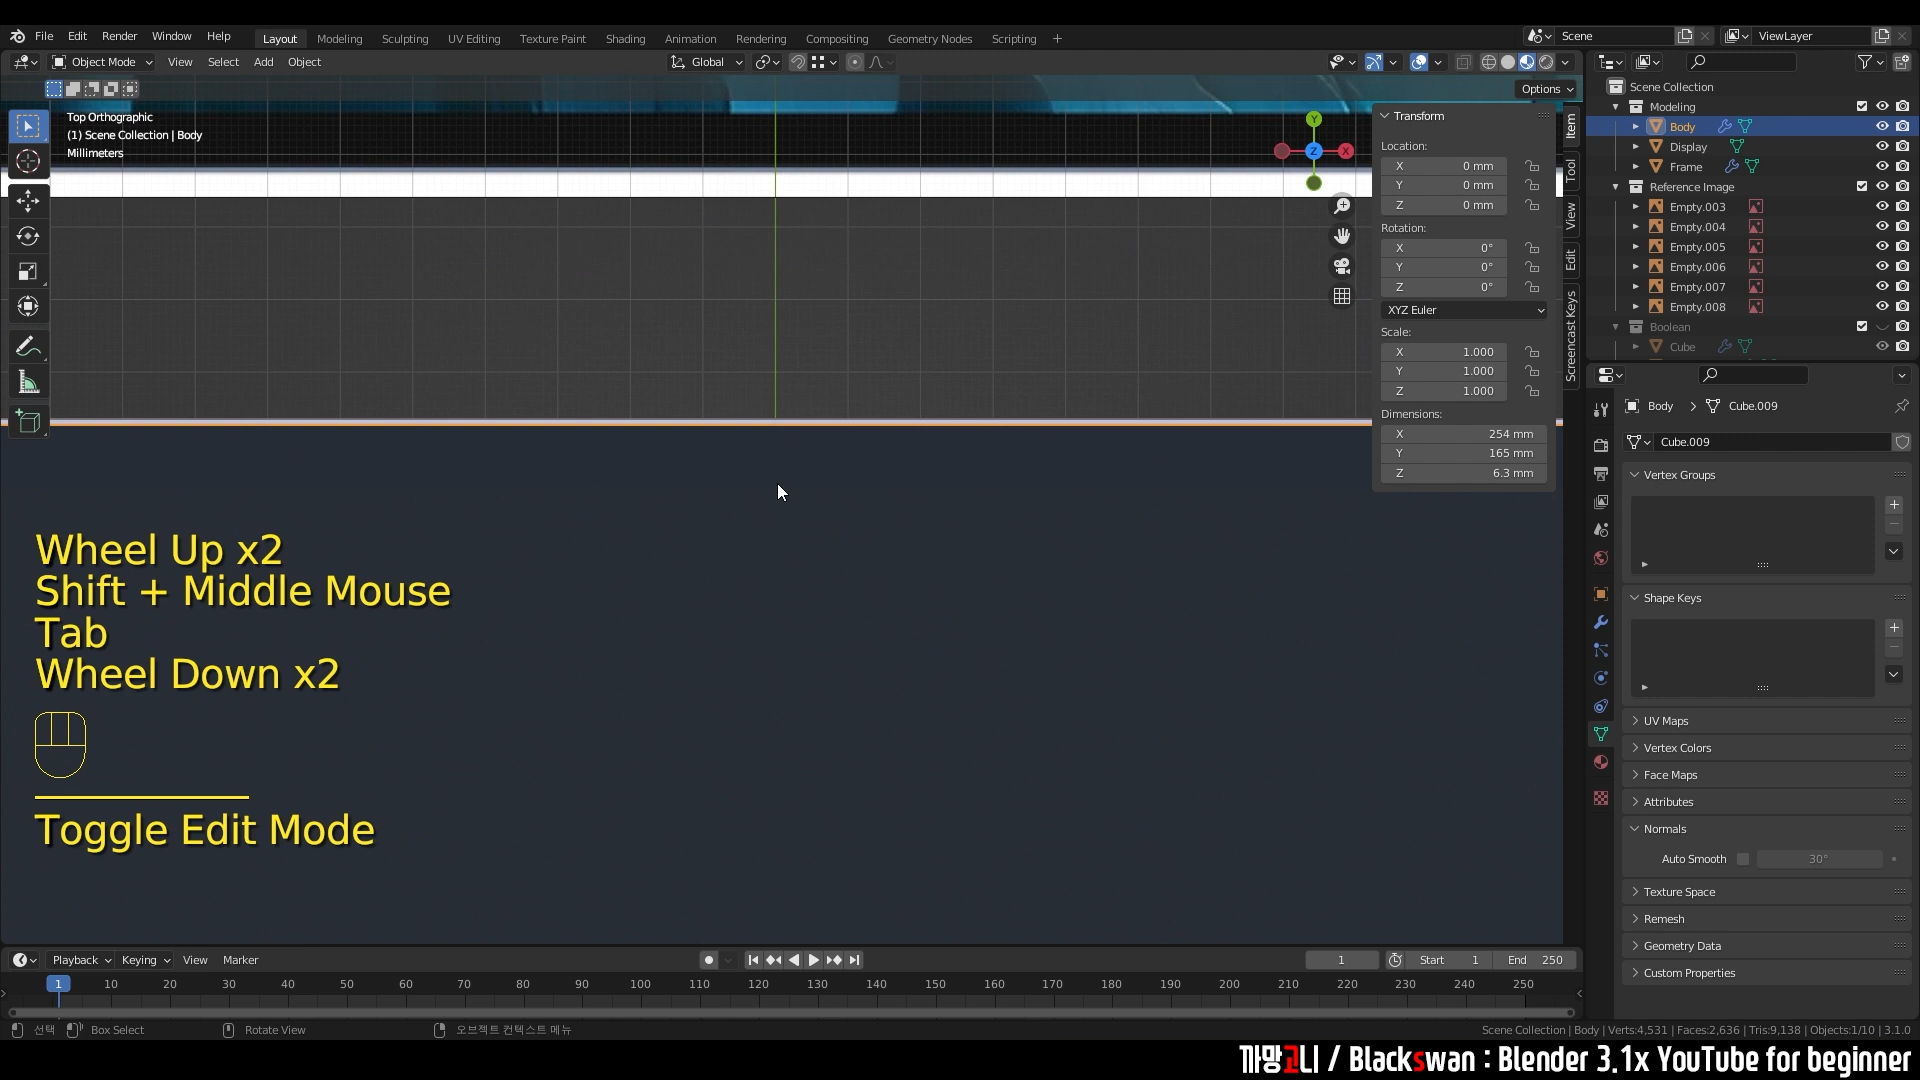 File Edit Render Window Help Layout Modeling Sculpting UV Editing Texture Paint Shading Animation Rendering Compositing Geometry Nodes Scripting + Scene ViewLayer
Object Mode View Select Add Object Global
Options
Top Orthographic
(1) Scene Collection | Body
Millimeters
Y
X
Z
Transform
Location:
X 0 mm
Y 0 mm
Z 0 mm
Rotation:
X 0°
Y 0°
Z 0°
XYZ Euler
Scale:
X 1.000
Y 1.000
Z 1.000
Dimensions:
X 254 mm
Y 165 mm
Z 6.3 mm
Item
Tool
View
Edit
Screencast Keys
Scene Collection
Modeling
Body
Display
Frame
Reference Image
Empty.003
Empty.004
Empty.005
Empty.006
Empty.007
Empty.008
Boolean
Cube
Body > Cube.009
Cube.009
Vertex Groups
Shape Keys
UV Maps
Vertex Colors
Face Maps
Attributes
Normals
Auto Smooth 30°
Texture Space
Remesh
Geometry Data
Custom Properties
Wheel Up x2
Shift + Middle Mouse
Tab
Wheel Down x2
Toggle Edit Mode
Playback Keying View Marker 1 Start 1 End 250
1 10 20 30 40 50 60 70 80 90 100 110 120 130 140 150 160 170 180 190 200 210 220 230 240 250
선택 Box Select Rotate View 오브젝트 컨텍스트 메뉴 Scene Collection | Body | Verts:4,531 | Faces:2,636 | Tris:9,138 | Objects:1/10 | 3.1.0
까망고니 / Blackswan : Blender 3.1x YouTube for beginner